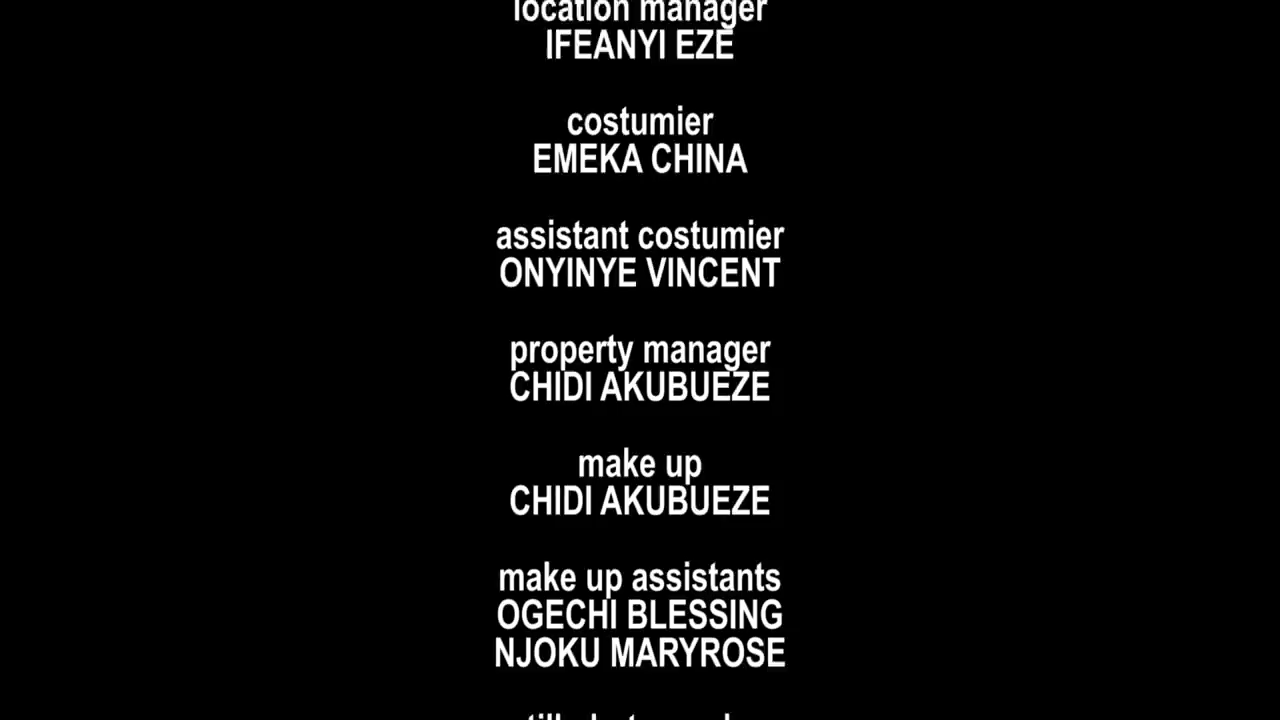 location manager
IFEANYI EZE
costumier
EMEKA CHINA
assistant costumier
ONYINYE VINCENT
property manager
CHIDI AKUBUEZE
make up
CHIDI AKUBUEZE
make up assistants
OGECHI BLESSING
NJOKU MARYROSE